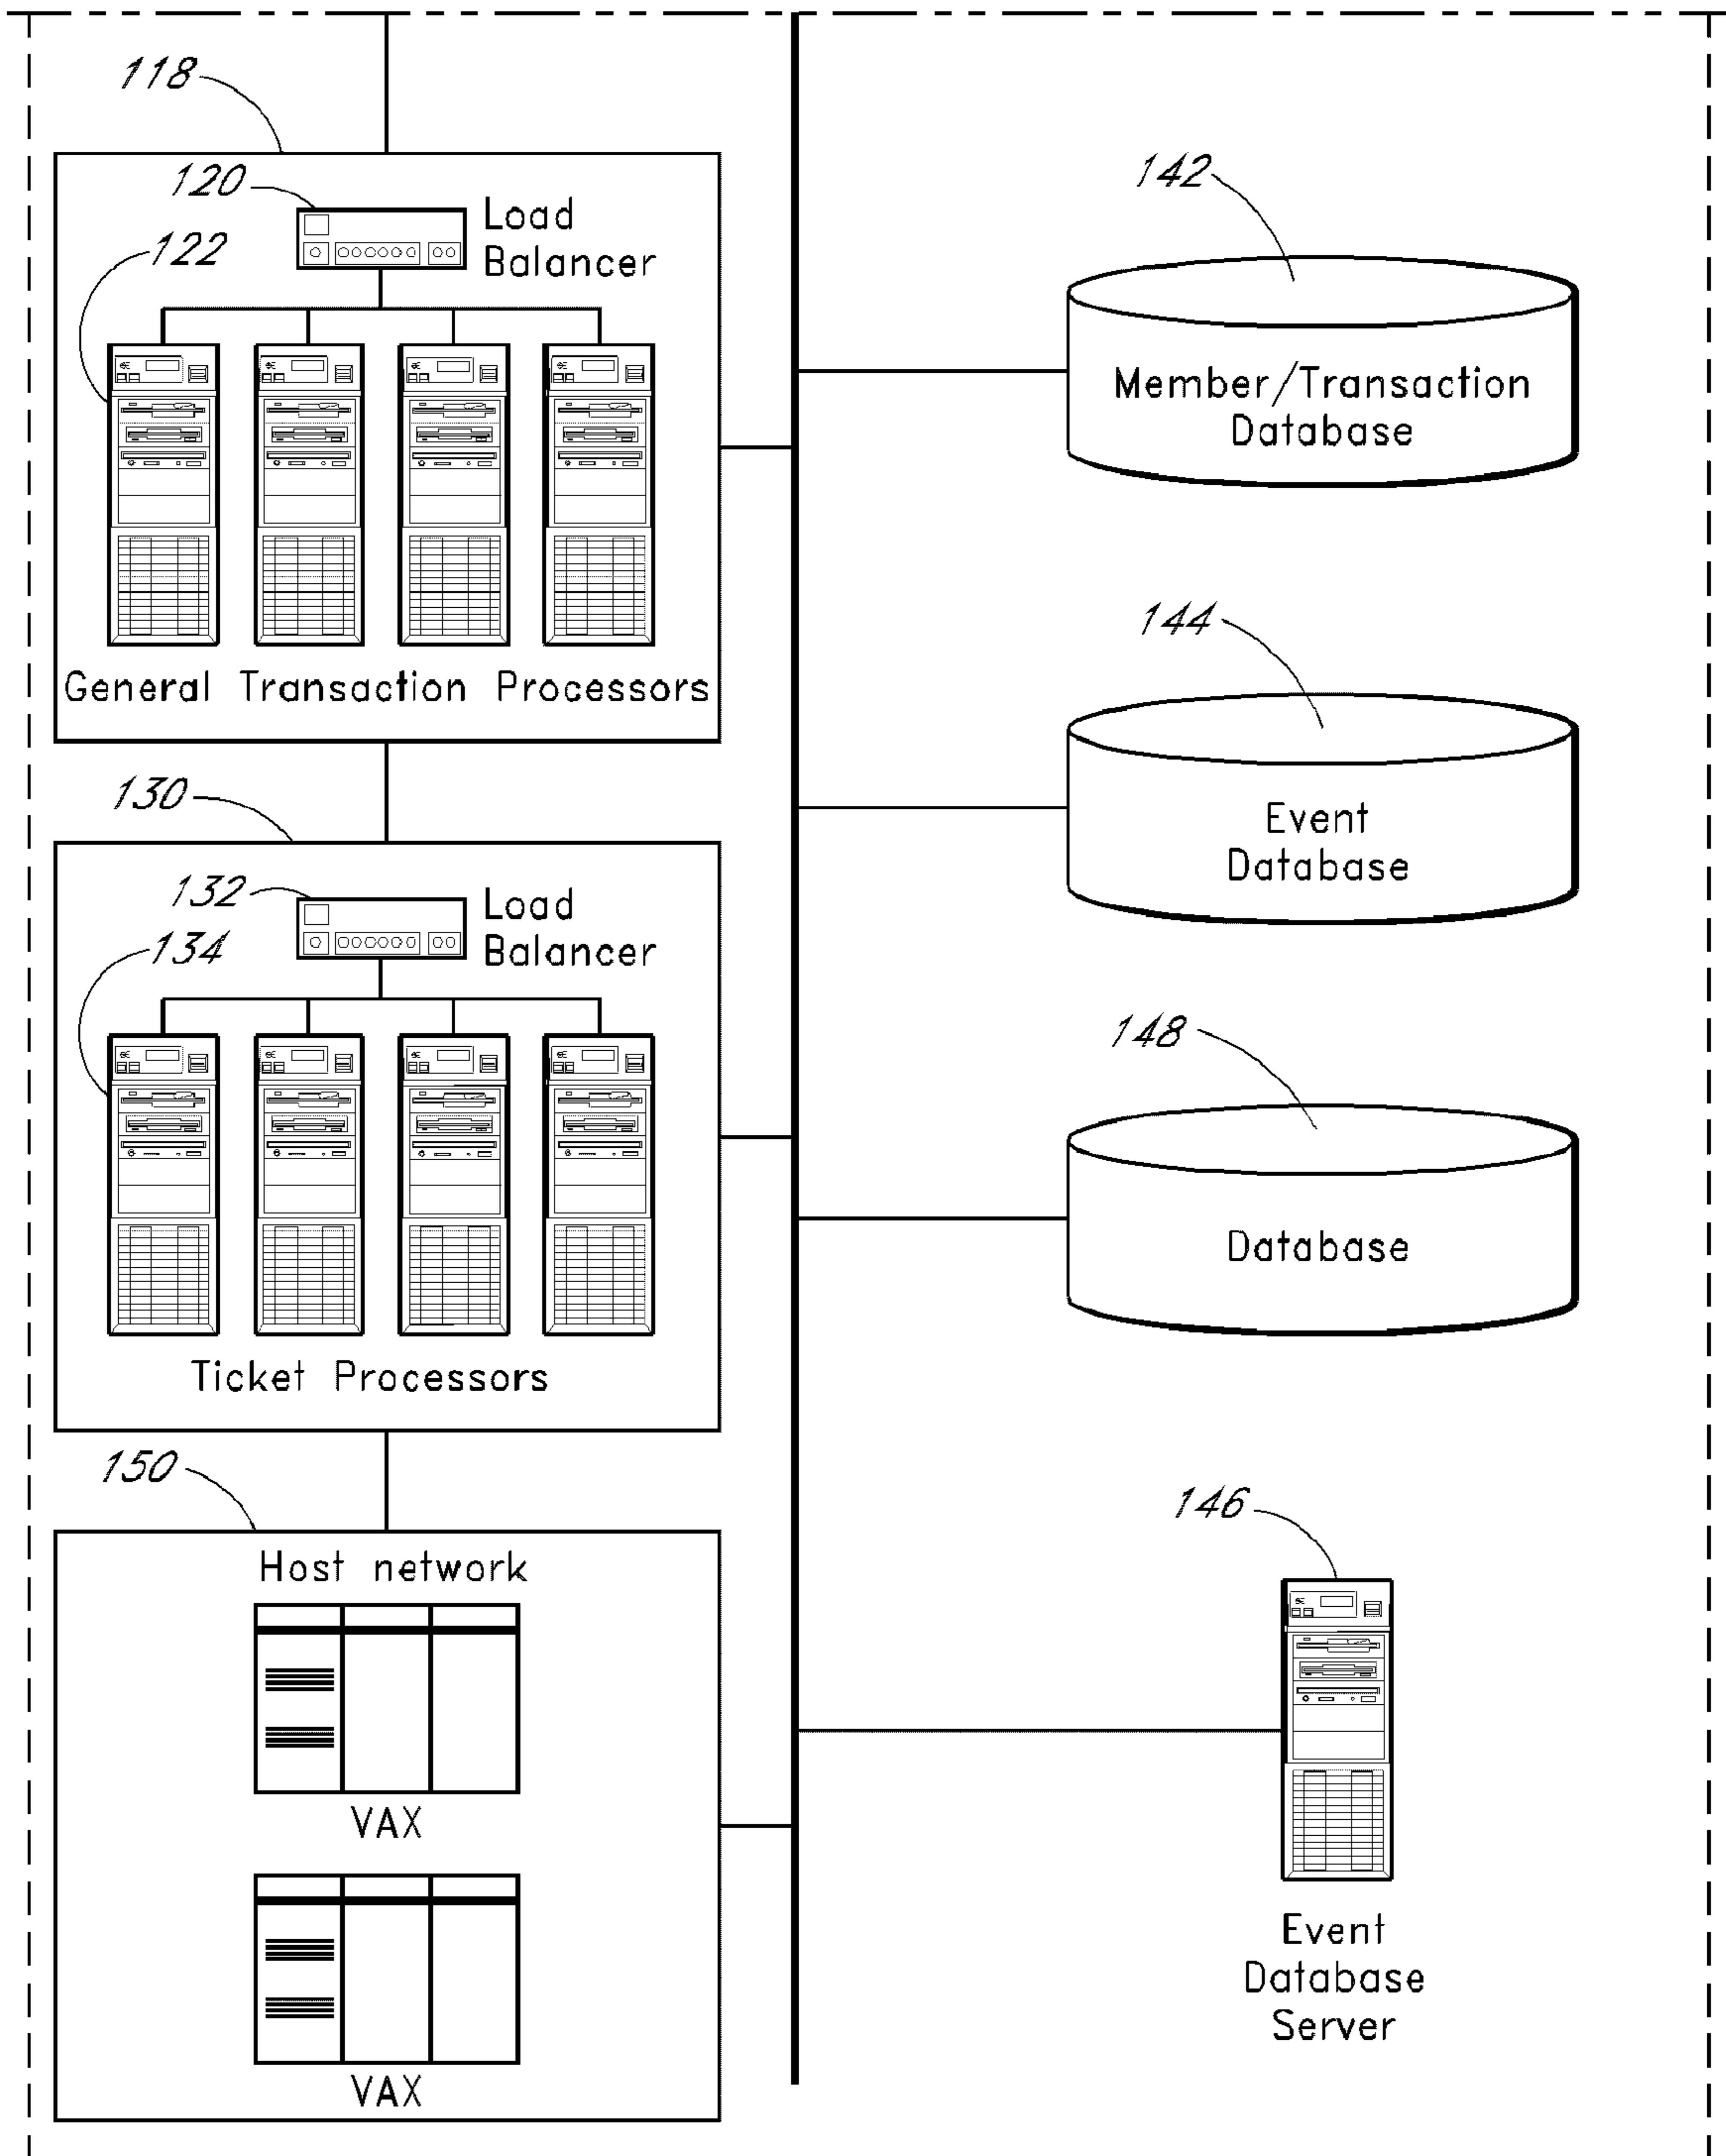 118
120
Load
Balancer
122
General Transaction Processors
130
132
Load
Balancer
134
Ticket Processors
150
Host network
VAX
VAX
142
Member/Transaction
Database
144
Event
Database
148
Database
146
Event
Database
Server